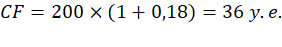 CF = 200 × (1 + 0,18) = 36 у. е.